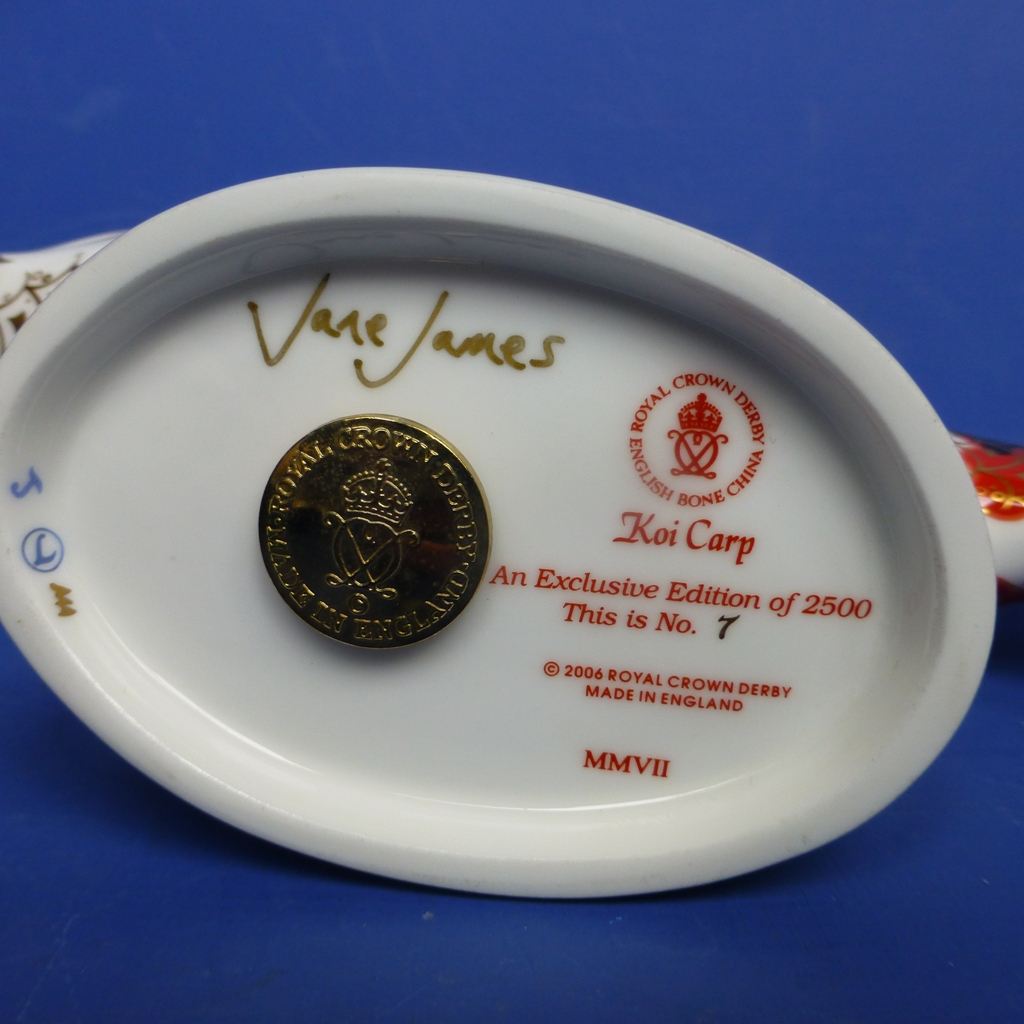 Jane James
ROYAL CROWN DERBY
ENGLISH BONE CHINA
ROYAL CROWN DERBY · MADE IN ENGLAND ·
Koi Carp
An Exclusive Edition of 2500
This is No. 7
© 2006 ROYAL CROWN DERBY
MADE IN ENGLAND
MMVII